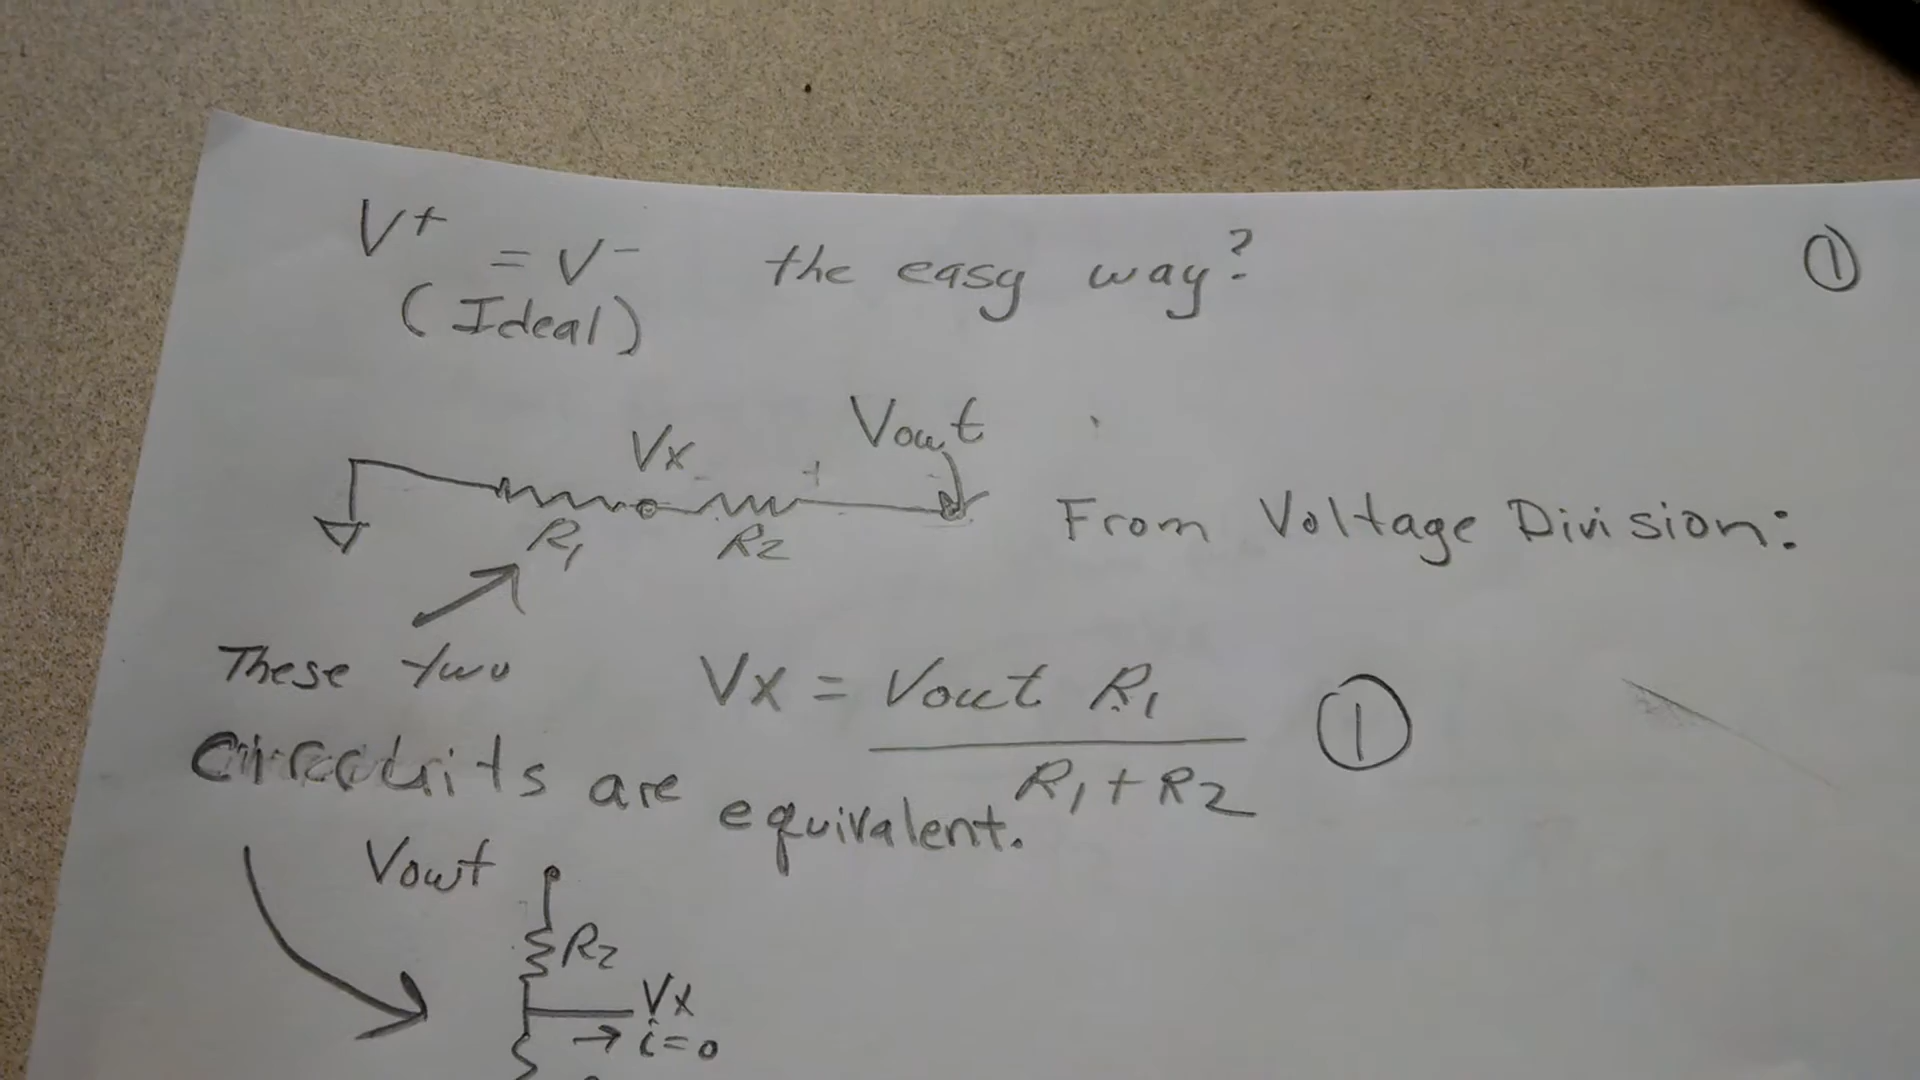 V+ = V- the easy way?
①
(Ideal)
Vx - + Vout
R1 R2
From Voltage Division:
These two
circuits are equivalent.
Vx = Vout R1
R1 + R2
①
Vout
R2
Vx
i=0